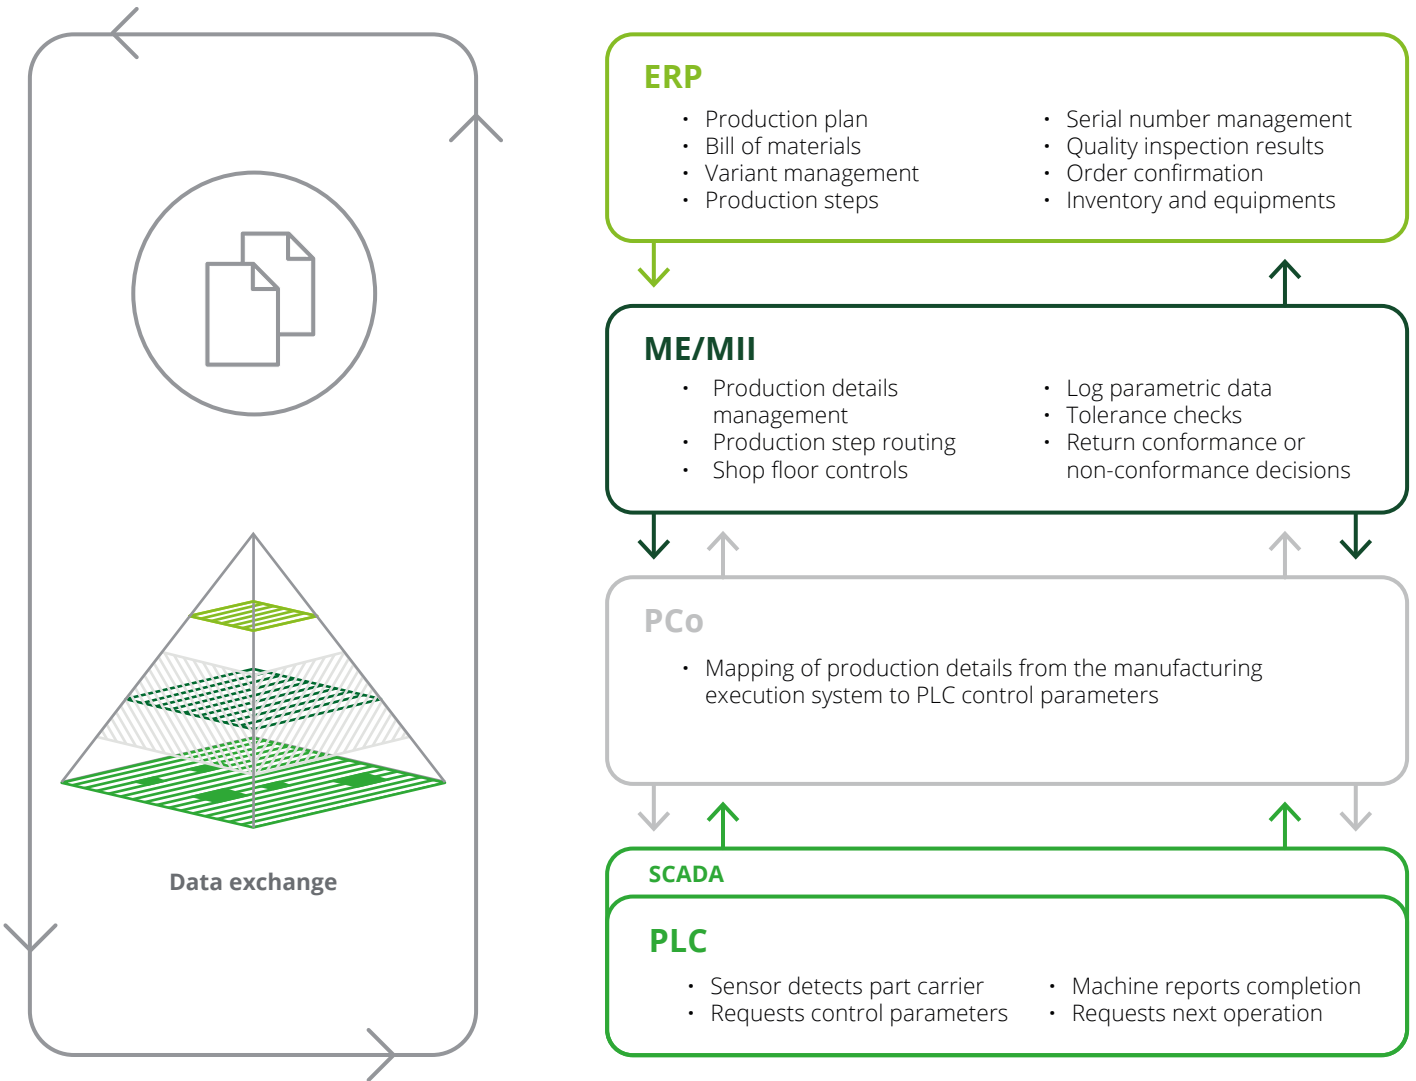 Data exchange
ERP
• Production plan
• Bill of materials
• Variant management
• Production steps
• Serial number management
• Quality inspection results
• Order confirmation
• Inventory and equipments
ME/MII
• Production details
management
• Production step routing
• Shop floor controls
• Log parametric data
• Tolerance checks
• Return conformance or
non-conformance decisions
PCo
• Mapping of production details from the manufacturing
execution system to PLC control parameters
SCADA
PLC
• Sensor detects part carrier
• Requests control parameters
• Machine reports completion
• Requests next operation